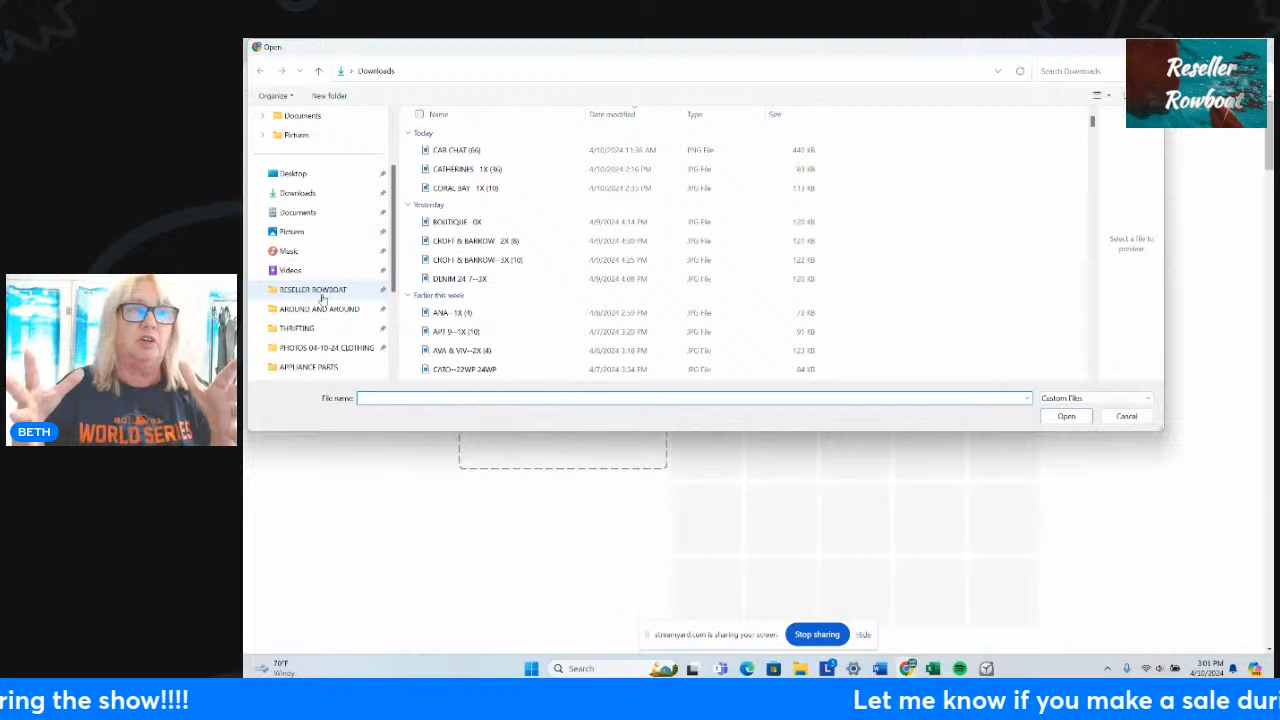 Open
Downloads
Search Downloads
Reseller
Rowboat
Organize
New folder
Documents
Pictures
Desktop
Downloads
Documents
Pictures
Music
Videos
RESELLER ROWBOAT
AROUND AND AROUND
THRIFTING
PHOTOS 04-10-24 CLOTHING
APPLIANCE PARTS
Name Date modified Type Size
Today
CAR CHAT (66) 4/10/2024 11:36 AM PNG File 440 KB
CATHERINES 1X (36) 4/10/2024 2:16 PM JPG File 83 KB
CORAL BAY 1X (10) 4/10/2024 2:35 PM JPG File 113 KB
Yesterday
BOUTIQUE--0X 4/9/2024 4:14 PM JPG File 120 KB
CROFT & BARROW 2X (8) 4/9/2024 4:30 PM JPG File 121 KB
CROFT & BARROW--3X (10) 4/9/2024 4:25 PM JPG File 122 KB
DENIM 24 7--3X 4/9/2024 4:08 PM JPG File 120 KB
Earlier this week
ANA--1X (4) 4/8/2024 2:59 PM JPG File 72 KB
APT 9--1X (10) 4/7/2024 3:20 PM JPG File 91 KB
AVA & VIV--2X (4) 4/8/2024 3:18 PM JPG File 123 KB
CATO--22WP 24WP 4/7/2024 3:34 PM JPG File 84 KB
Select a file to
preview.
File name:
Custom Files
Open
Cancel
WORLD SERIES
BETH
streamyard.com is sharing your screen.
Stop sharing
Hide
70°F
Windy
Search
3:01 PM
4/10/2024
ring the show!!!!
Let me know if you make a sale duri